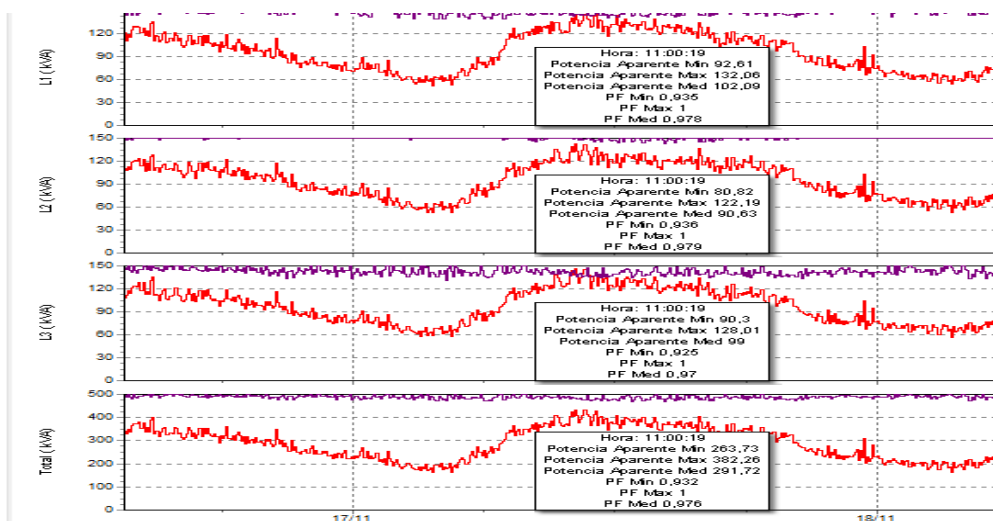 L1 ( kVA)
120
90
60
30
0
Hora: 11:00:19
Potencia Aparente Min 92,61
Potencia Aparente Max 132,06
Potencia Aparente Med 102,09
PF Min 0,935
PF Max 1
PF Med 0,978
L2 ( kVA)
150
120
90
60
30
0
Hora: 11:00:19
Potencia Aparente Min 80,82
Potencia Aparente Max 122,19
Potencia Aparente Med 90,63
PF Min 0,936
PF Max 1
PF Med 0,979
L3 ( kVA)
150
120
90
60
30
0
Hora: 11:00:19
Potencia Aparente Min 90,3
Potencia Aparente Max 128,01
Potencia Aparente Med 99
PF Min 0,925
PF Max 1
PF Med 0,97
Total ( kVA)
500
400
300
200
100
0
Hora: 11:00:19
Potencia Aparente Min 263,73
Potencia Aparente Max 382,26
Potencia Aparente Med 291,72
PF Min 0,932
PF Max 1
PF Med 0,976
17/11 18/11